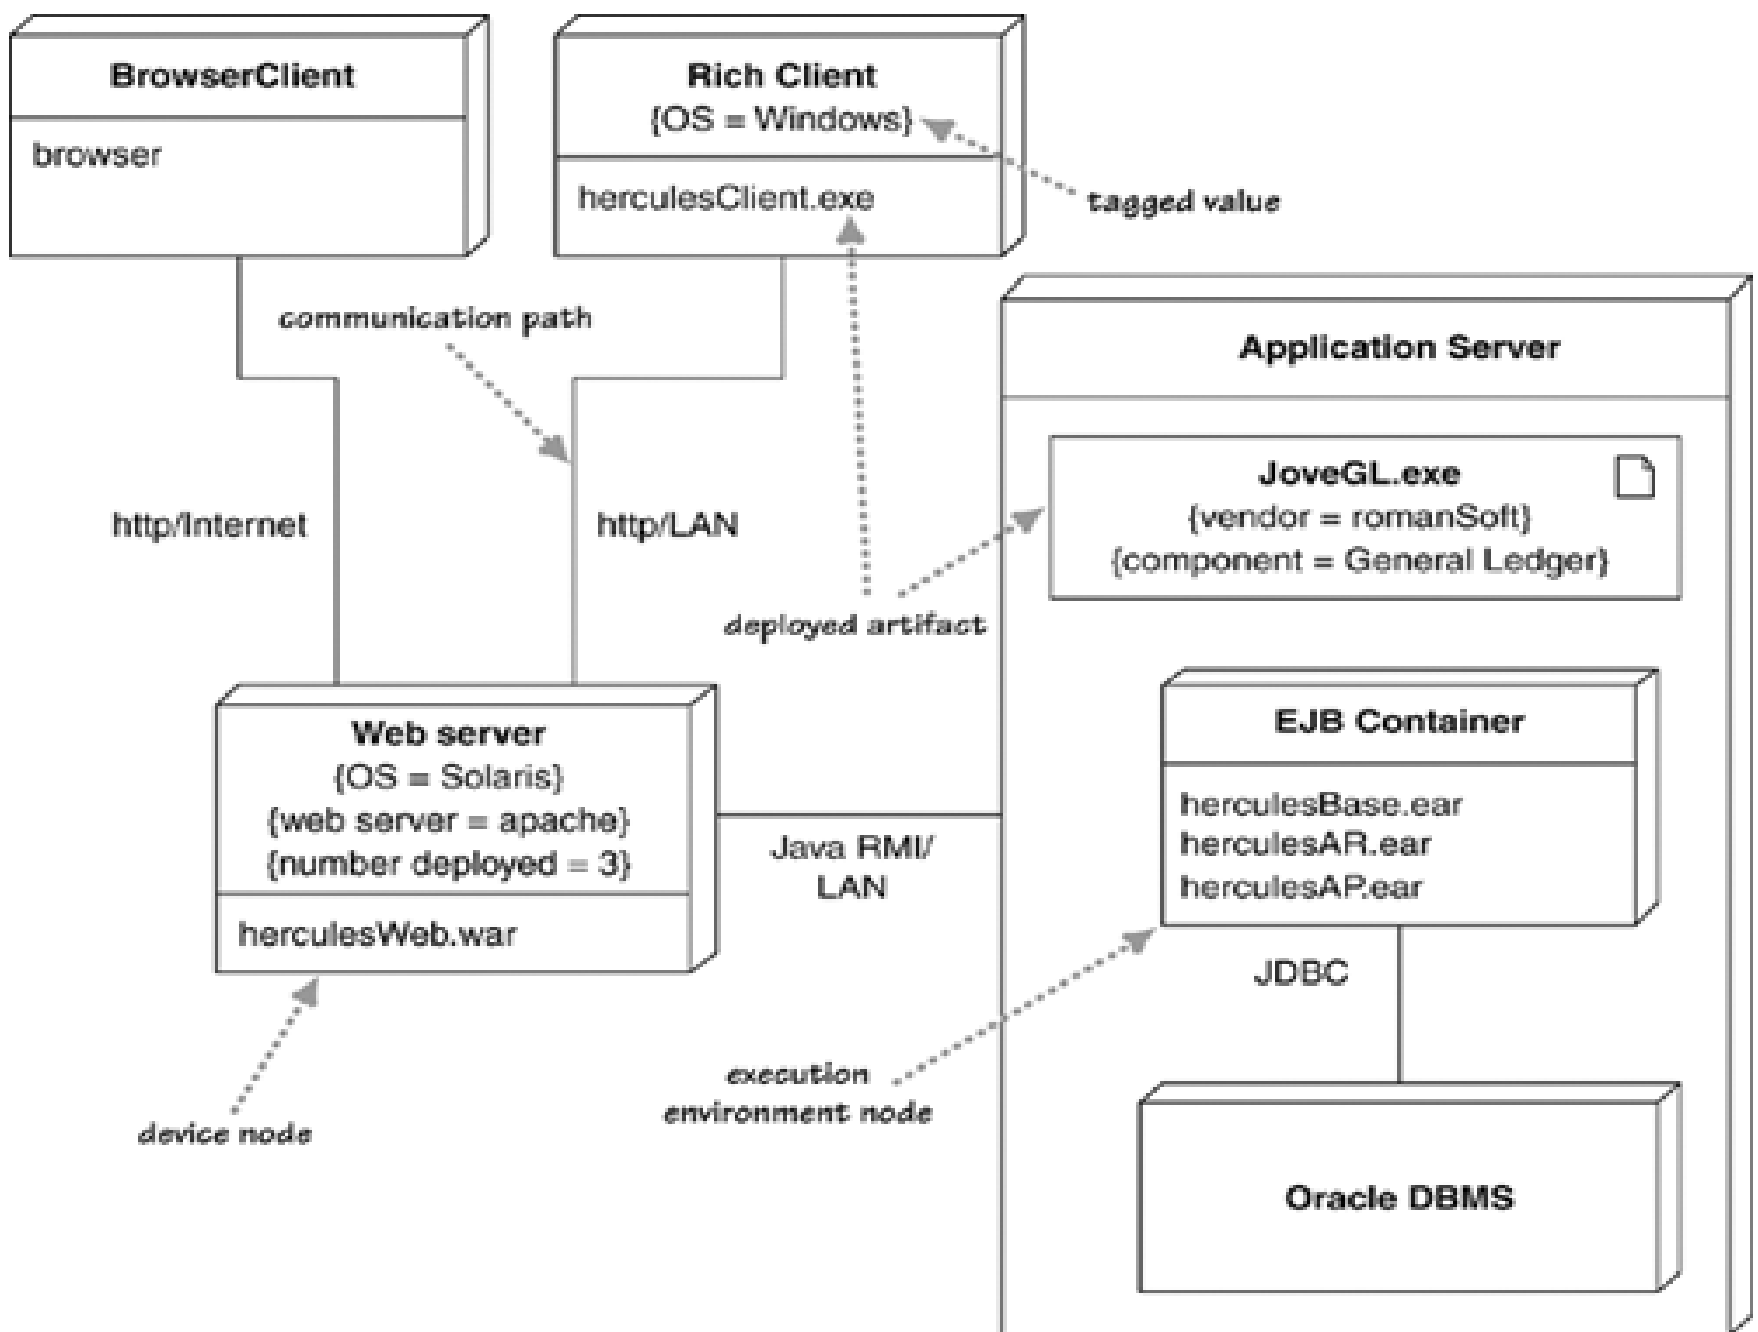 BrowserClient
browser
Rich Client
{OS = Windows}
herculesClient.exe
tagged value
communication path
http/Internet
http/LAN
deployed artifact
Application Server
JoveGL.exe
{vendor = romanSoft}
{component = General Ledger}
Web server
{OS = Solaris}
{web server = apache}
{number deployed = 3}
herculesWeb.war
Java RMI/
LAN
EJB Container
herculesBase.ear
herculesAR.ear
herculesAP.ear
JDBC
execution
environment node
device node
Oracle DBMS